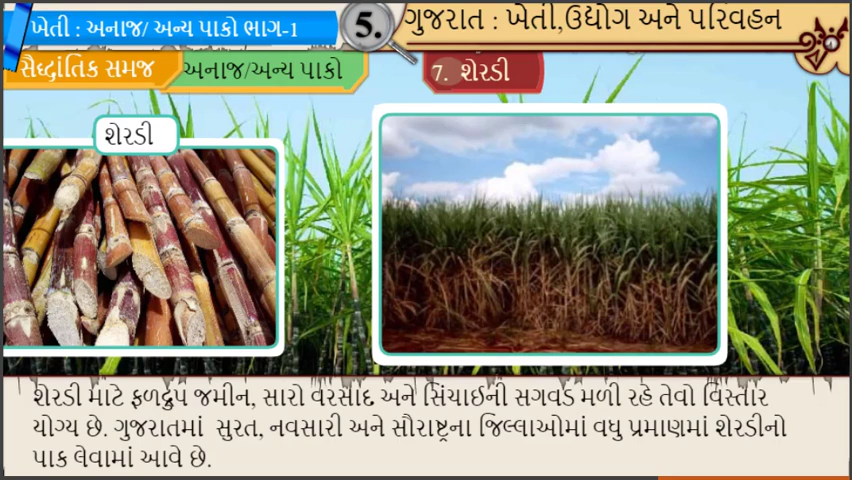 ખેતી : અનાજ/ અન્ય પાકો ભાગ-1
5.
ગુજરાત : ખેતી,ઉદ્યોગ અને પરિવહન
સૈધ્દ્રાંતિક સમજ
અનાજ/અન્ય પાકો
7. શેરડી
શેરડી
શેરડી માટે ફળદ્રુપ જમીન, સારો વરસાદ અને સિંચાઇની સગવડ મળી રહે તેવો વિસ્તાર
યોગ્ય છે. ગુજરાતમાં સુરત, નવસારી અને સૌરાષ્ટ્રના જિલ્લાઓમાં વધુ પ્રમાણમાં શેરડીનો
પાક લેવામાં આવે છે.